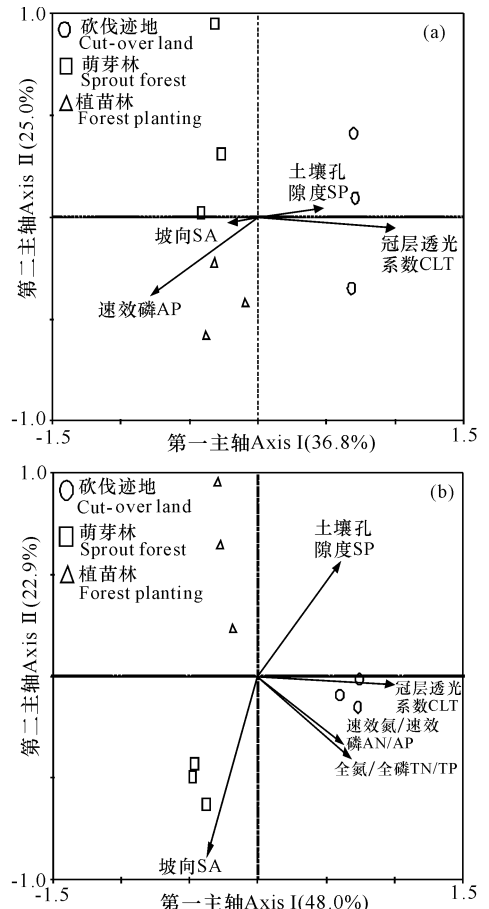 1.0
(a)
砍伐迹地
Cut-over land
萌芽林
Sprout forest
植苗林
Forest planting
第二主轴Axis II(25.0%)
土壤孔
隙度SP
坡向SA
冠层透光
系数CLT
速效磷AP
-1.0
-1.5
第一主轴Axis I(36.8%)
1.5
1.0
(b)
砍伐迹地
Cut-over land
萌芽林
Sprout forest
植苗林
Forest planting
第二主轴Axis II(22.9%)
土壤孔
隙度SP
冠层透光
系数CLT
速效氮/速效
磷AN/AP
全氮/全磷TN/TP
坡向SA
-1.0
-1.5
第一主轴Axis I(48.0%)
1.5